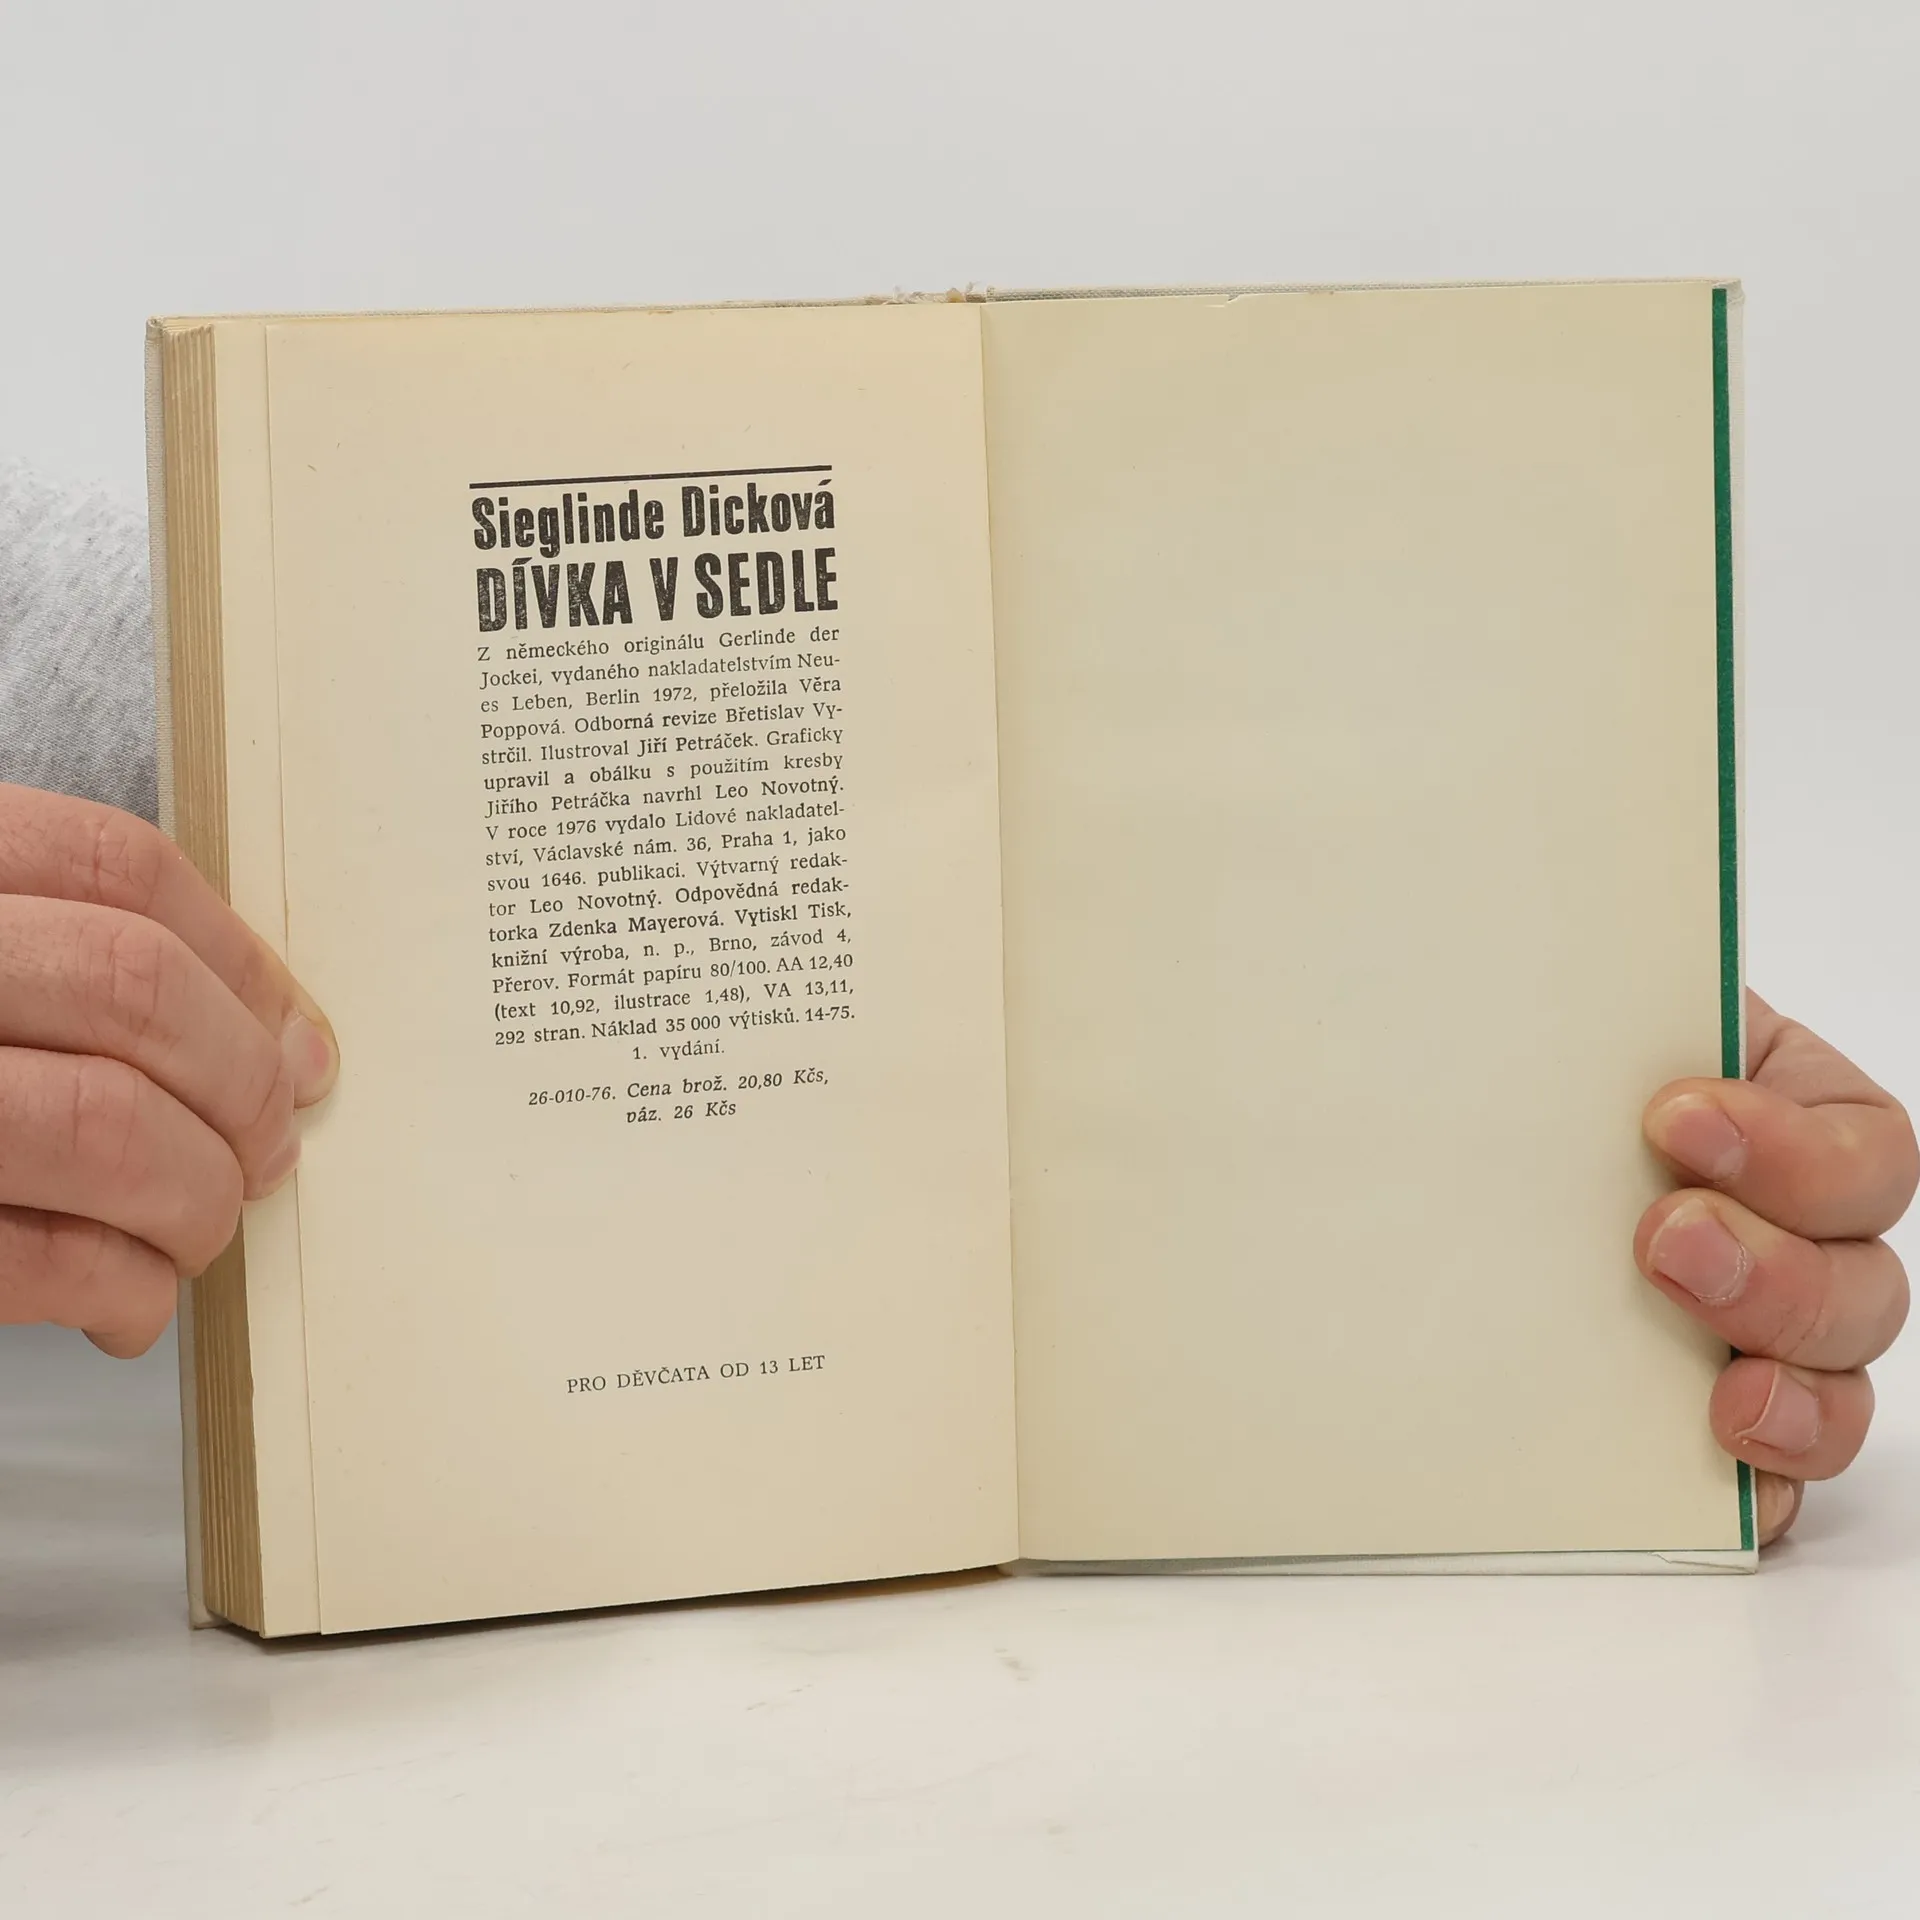 Sieglinde Dicková
DÍVKA V SEDLE
Z německého originálu Gerlinde der
Jockei, vydaného nakladatelstvím Neu-
es Leben, Berlin 1972, přeložila Věra
Poppová. Odborná revize Břetislav Vy-
strčil. Ilustroval Jiří Petráček. Graficky
upravil a obálku s použitím kresby
Jiřího Petráčka navrhl Leo Novotný.
V roce 1976 vydalo Lidové nakladatel-
ství, Václavské nám. 36, Praha 1, jako
svou 1646. publikaci. Výtvarný redak-
tor Leo Novotný. Odpovědná redak-
torka Zdenka Mayerová. Vytiskl Tisk,
knižní výroba, n. p., Brno, závod 4,
Přerov. Formát papíru 80/100. AA 12,40
(text 10,92, ilustrace 1,48), VA 13,11,
292 stran. Náklad 35 000 výtisků. 14-75.
1. vydání.
26-010-76. Cena brož. 20,80 Kčs,
váz. 26 Kčs
PRO DĚVČATA OD 13 LET